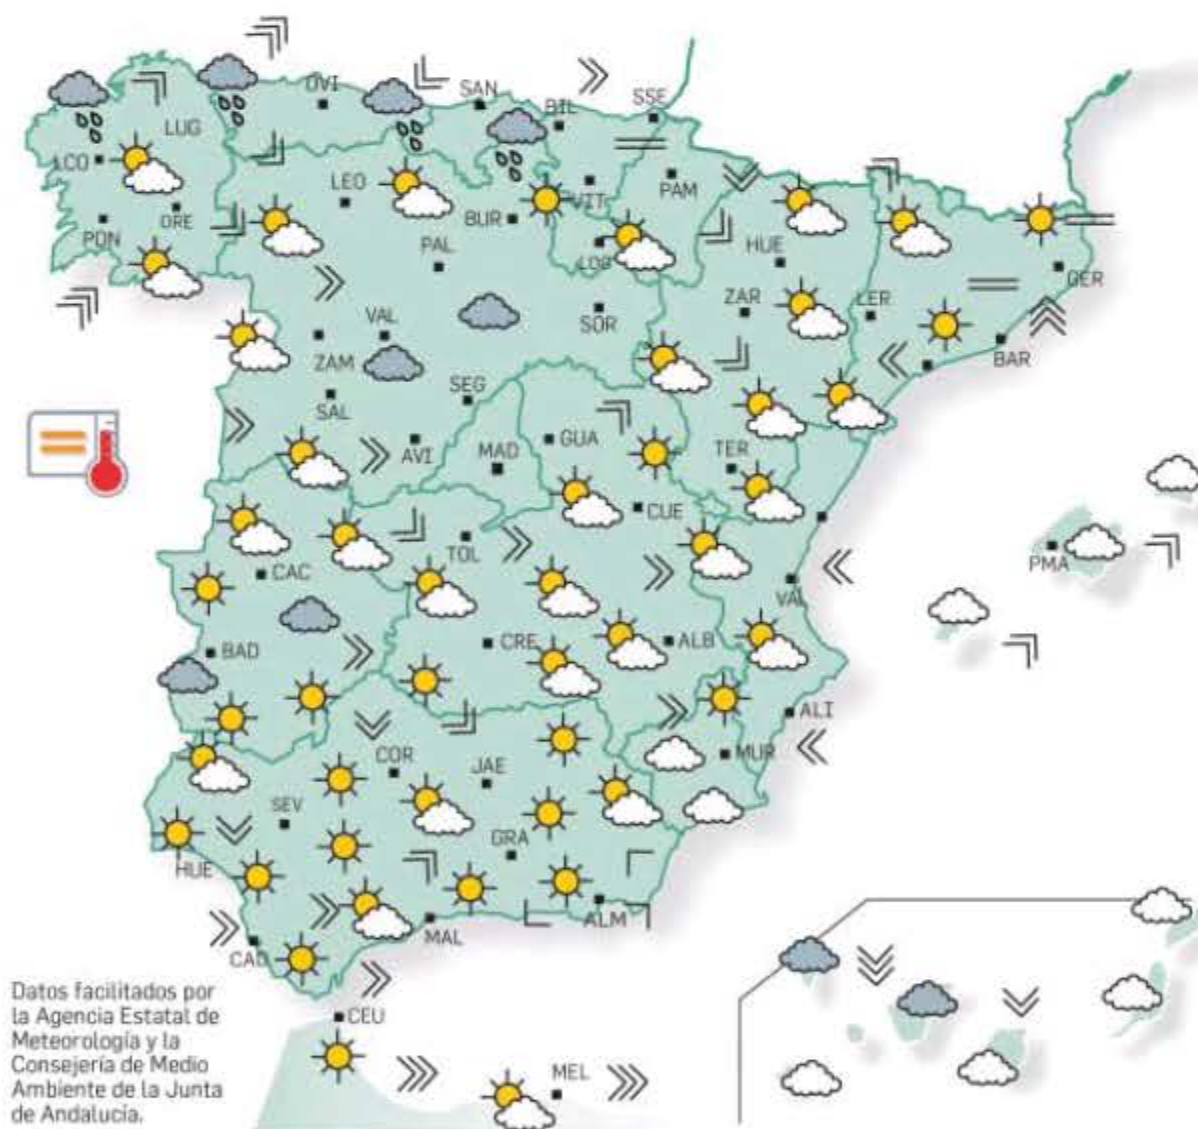 OVI
SAN
BIL
SSE
LUG
LCO
LEO
VIT
PAM
PON
ORE
BUR
PAL
LOG
HUE
GER
ZAR
LER
SOR
VAL
ZAM
BAR
SEG
SAL
AVI
MAD
GUA
TER
CUE
TOL
PMA
CAC
VAL
BAD
CRE
ALB
ALI
MUR
COR
JAE
SEV
GRA
HUE
ALM
MAL
CAD
CEU
MEL
Datos facilitados por
la Agencia Estatal de
Meteorología y la
Consejería de Medio
Ambiente de la Junta
de Andalucía.